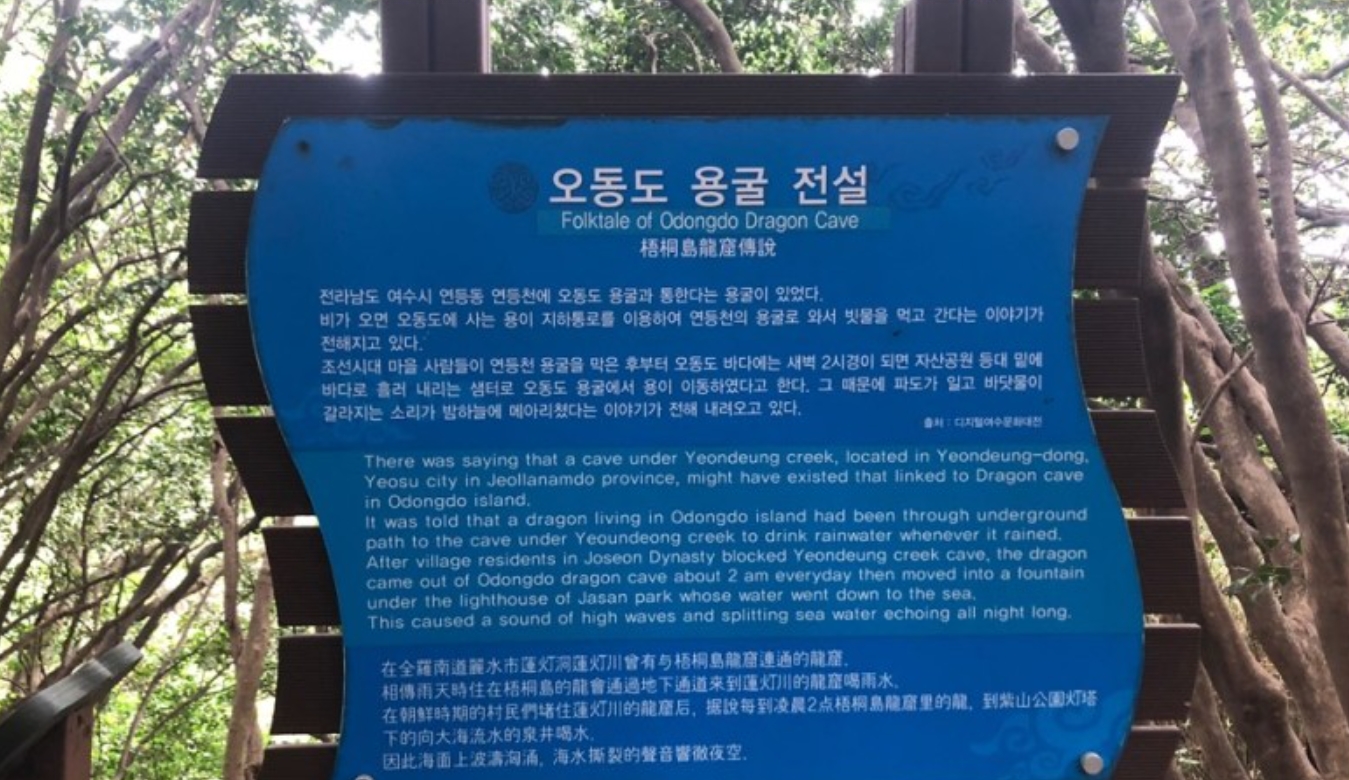 오동도 용굴 전설
Folktale of Odongdo Dragon Cave
梧桐島龍窟傳說
전라남도 여수시 연등동 연등천에 오동도 용굴과 통한다는 용굴이 있었다.
비가 오면 오동도에 사는 용이 지하통로를 이용하여 연등천의 용굴로 와서 빗물을 먹고 간다는 이야기가
전해지고 있다.
조선시대 마을 사람들이 연등천 용굴을 막은 후부터 오동도 바다에는 새벽 2시경이 되면 자산공원 등대 밑에
바다로 흘러 내리는 샘터로 오동도 용굴에서 용이 이동하였다고 한다. 그 때문에 파도가 일고 바닷물이
갈라지는 소리가 밤하늘에 메아리쳤다는 이야기가 전해 내려오고 있다.
출처 : 디지털여수문화대전
There was saying that a cave under Yeondeung creek, located in Yeondeung-dong,
Yeosu city in Jeollanamdo province, might have existed that linked to Dragon cave
in Odongdo island.
It was told that a dragon living in Odongdo island had been through underground
path to the cave under Yeoundeong creek to drink rainwater whenever it rained.
After village residents in Joseon Dynasty blocked Yeondeung creek cave, the dragon
came out of Odongdo dragon cave about 2 am everyday then moved into a fountain
under the lighthouse of Jasan park whose water went down to the sea.
This caused a sound of high waves and splitting sea water echoing all night long.
在全羅南道麗水市蓮灯洞蓮灯川曾有与梧桐島龍窟連通的龍窟.
相傳雨天時住在梧桐島的龍會通過地下通道來到蓮灯川的龍窟喝雨水.
在朝鮮時期的村民們堵住蓮灯川的龍窟后, 据說每到凌晨2点梧桐島龍窟里的龍, 到紫山公園灯塔
下的向大海流水的泉井喝水.
因此海面上波濤洶涌, 海水撕裂的聲音響徹夜空.